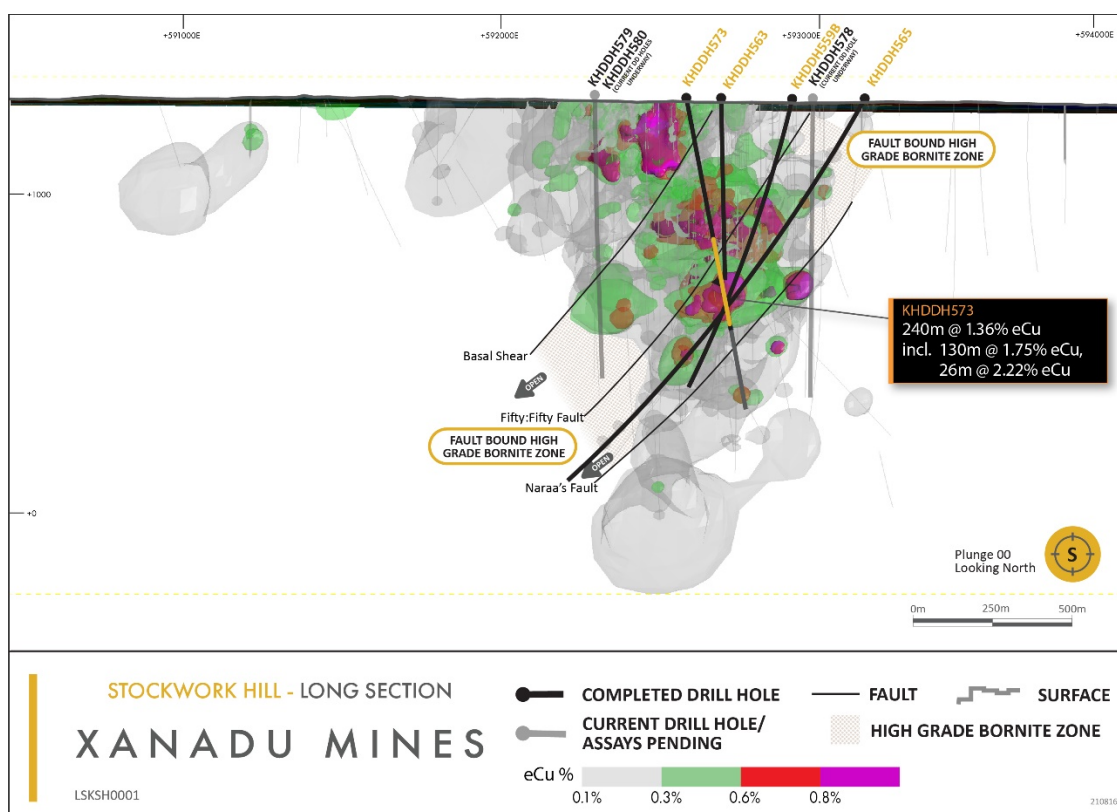 +591000E
+592000E
+593000E
+594000E
KHDDH579
KHDDH580
(CURRENT DD HOLES
UNDERWAY)
KHDDH573
KHDDH563
KHDDH559B
KHDDH578
(CURRENT DD HOLE
UNDERWAY)
KHDDH565
FAULT BOUND HIGH
GRADE BORNITE ZONE
+1000
KHDDH573
240m @ 1.36% eCu
incl. 130m @ 1.75% eCu,
26m @ 2.22% eCu
Basal Shear
OPEN
Fifty:Fifty Fault
FAULT BOUND HIGH
GRADE BORNITE ZONE
OPEN
Naraa's Fault
+0
Plunge 00
Looking North
S
0m 250m 500m
STOCKWORK HILL - LONG SECTION
XANADU MINES
LSKSH0001
COMPLETED DRILL HOLE
FAULT
SURFACE
CURRENT DRILL HOLE/
ASSAYS PENDING
HIGH GRADE BORNITE ZONE
eCu %
0.1% 0.3% 0.6% 0.8%
210816